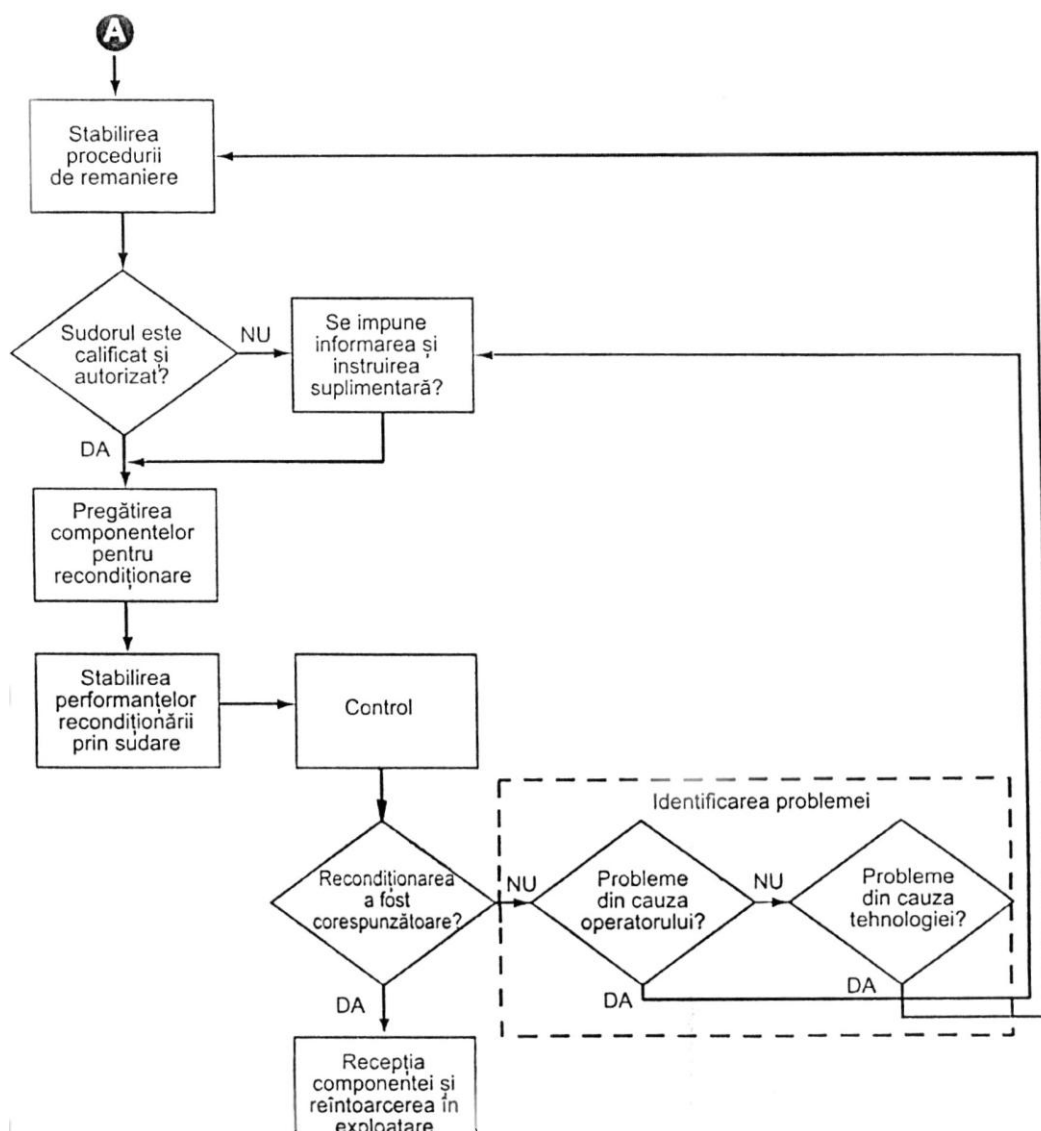 A
Stabilirea
procedurii
de remaniere
Sudorul este
calificat și
autorizat?
NU
Se impune
informarea și
instruirea
suplimentară?
DA
Pregătirea
componentelor
pentru
recondiționare
Stabilirea
performanțelor
recondiționării
prin sudare
Control
Identificarea problemei
Recondiționarea
a fost
corespunzătoare?
NU
Probleme
din cauza
operatorului?
NU
Probleme
din cauza
tehnologiei?
DA
DA
DA
Recepția
componentei și
reîntoarcerea în
exploatare